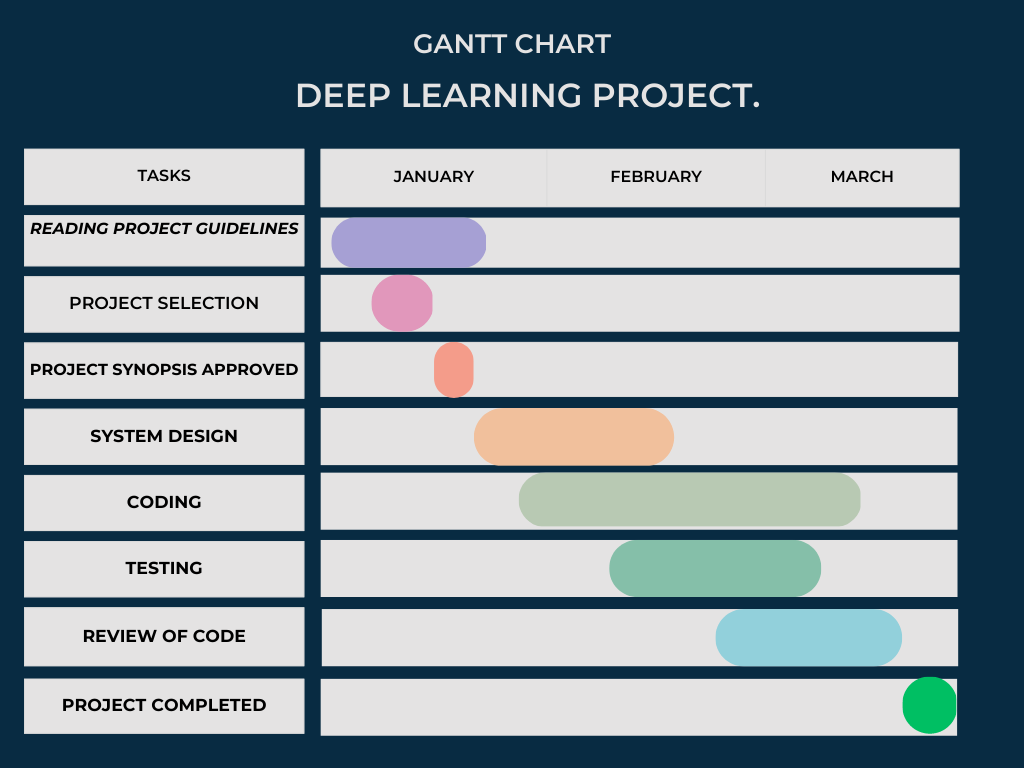 GANTT CHART
DEEP LEARNING PROJECT.
TASKS
JANUARY
FEBRUARY
MARCH
READING PROJECT GUIDELINES
PROJECT SELECTION
PROJECT SYNOPSIS APPROVED
SYSTEM DESIGN
CODING
TESTING
REVIEW OF CODE
PROJECT COMPLETED